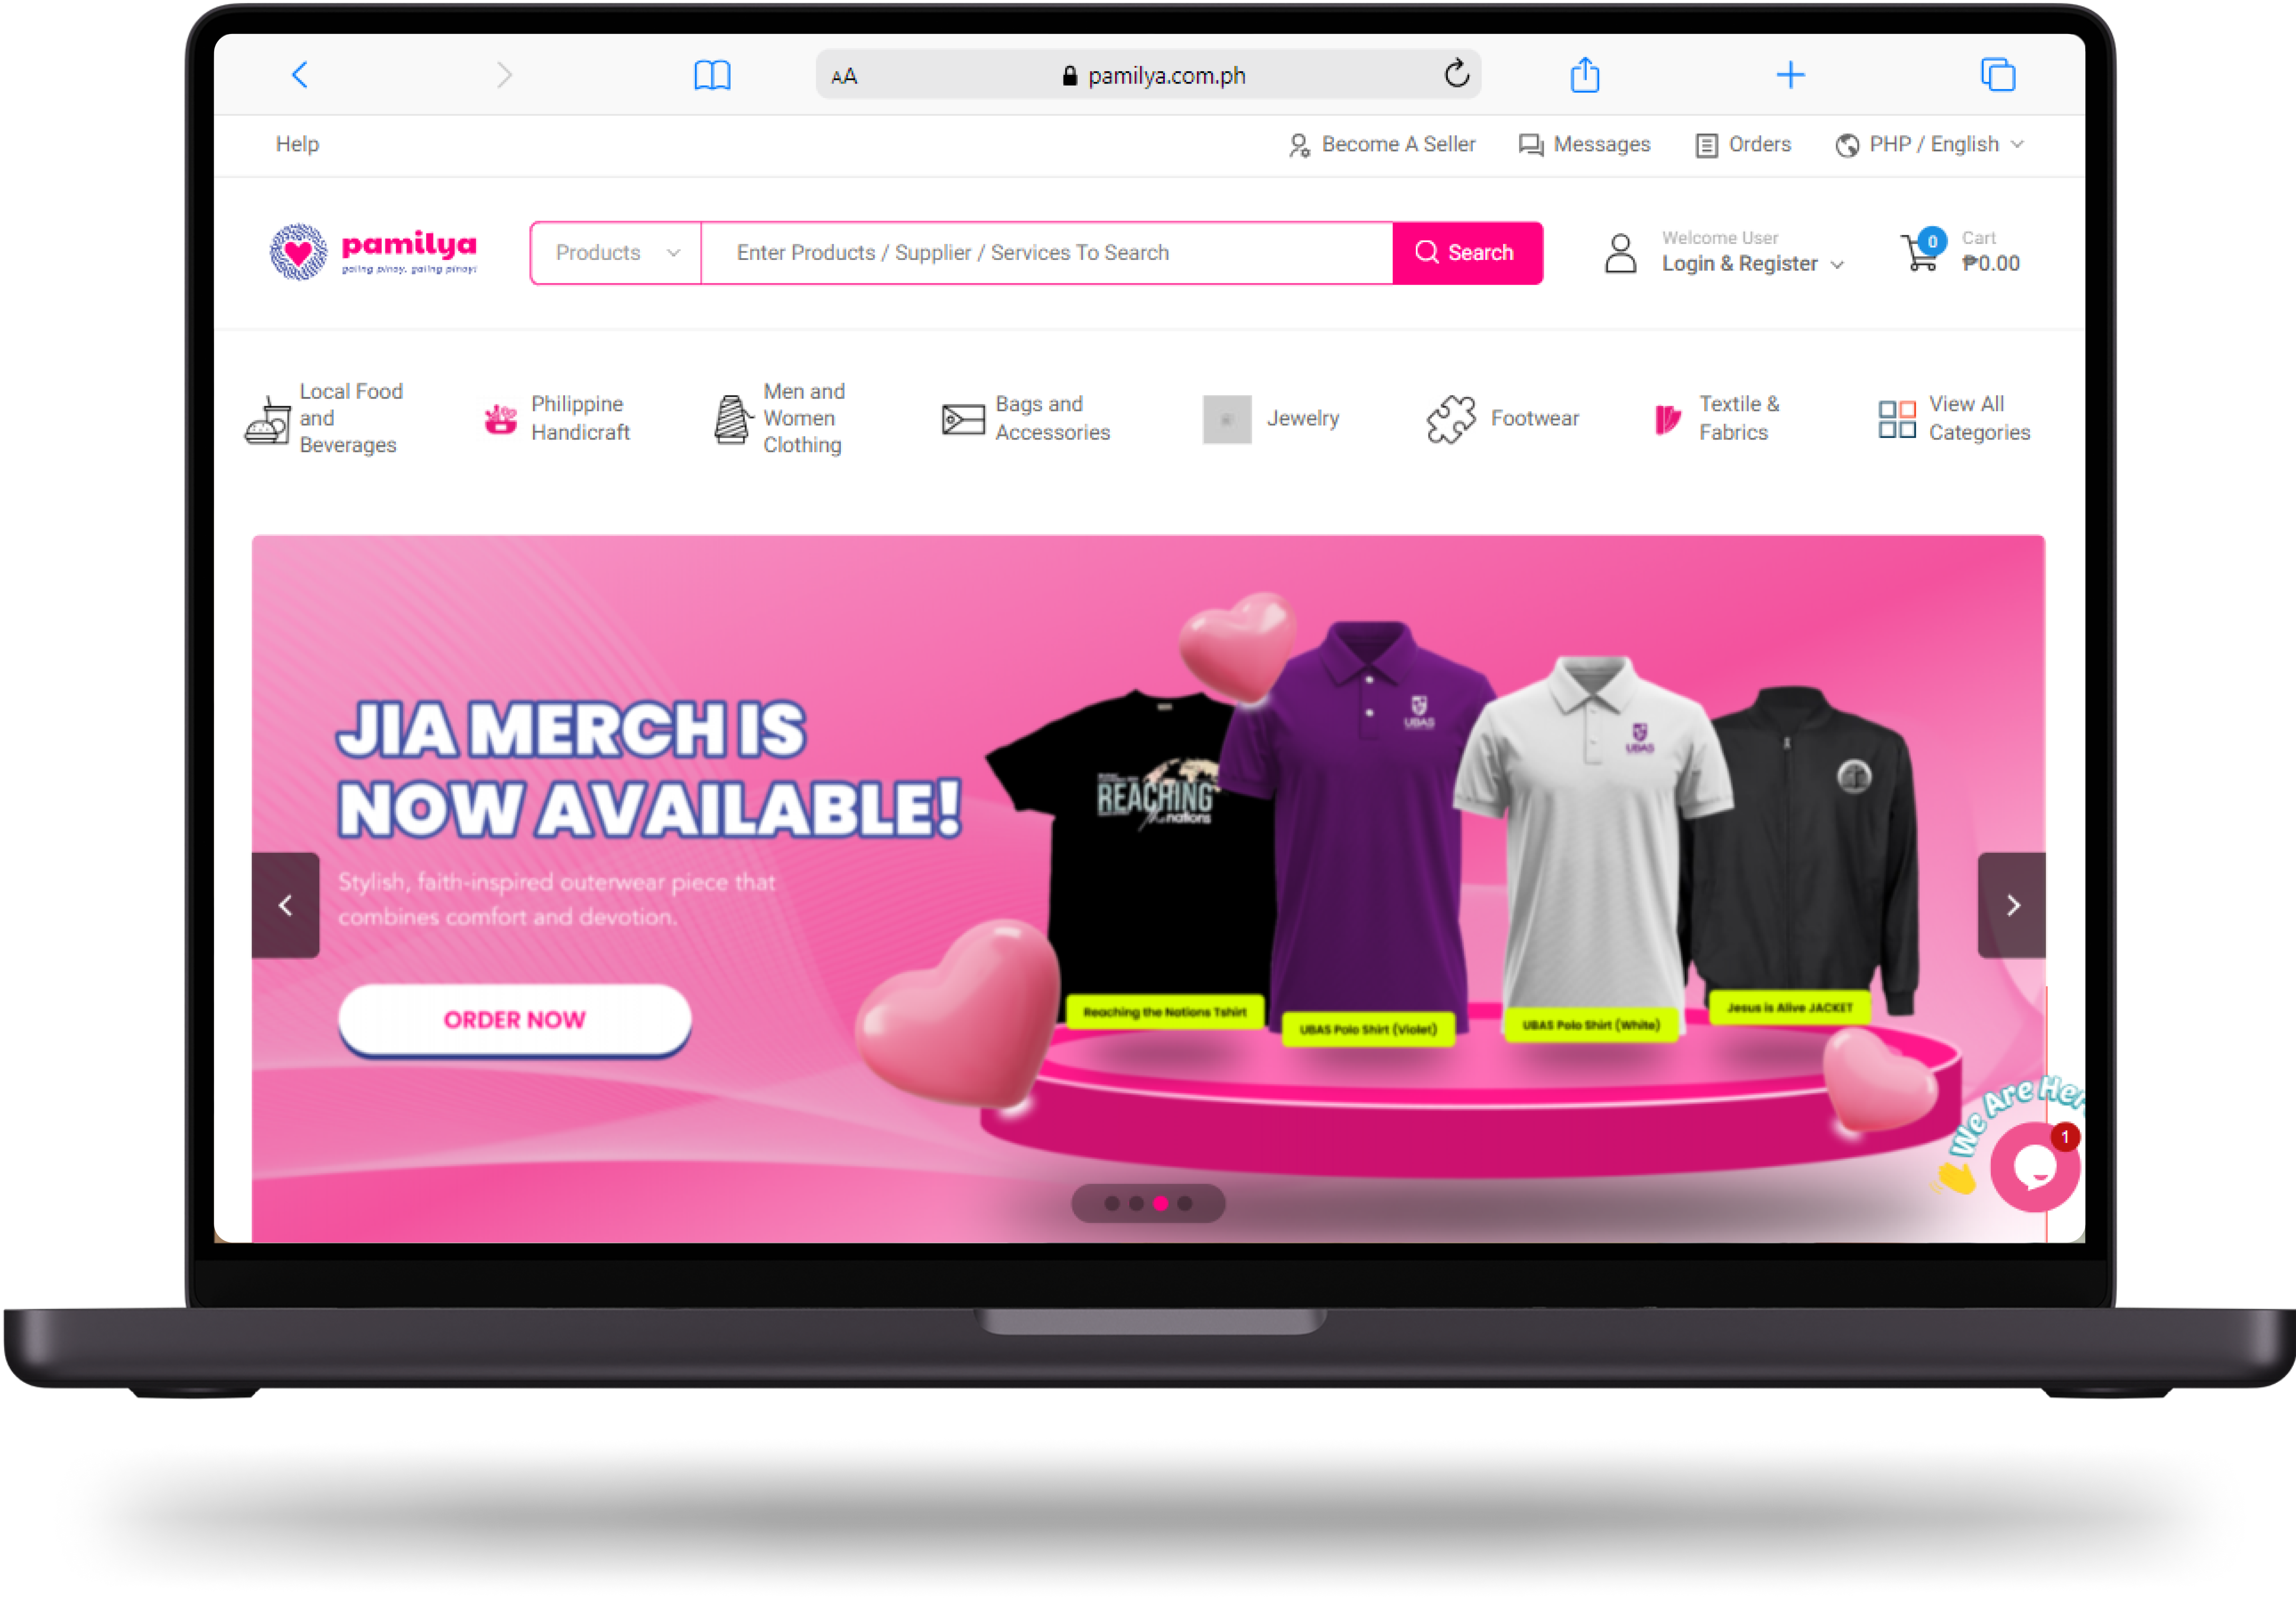 AA pamilya.com.ph
Help
Become A Seller
Messages
Orders
PHP / English
pamilya
galing pinoy, galing pinoy!
Products
Enter Products / Supplier / Services To Search
Search
Welcome User
Login & Register
0
Cart
₱0.00
Local Food
and
Beverages
Philippine
Handicraft
Men and
Women
Clothing
Bags and
Accessories
Jewelry
Footwear
Textile &
Fabrics
View All
Categories
JIA MERCH IS
NOW AVAILABLE!
Stylish, faith-inspired outerwear piece that
combines comfort and devotion.
ORDER NOW
REACHING
the nations
UBAS
UBAS
Reaching the Nations Tshirt
UBAS Polo Shirt (Violet)
UBAS Polo Shirt (White)
Jesus is Alive JACKET
We Are Her
1